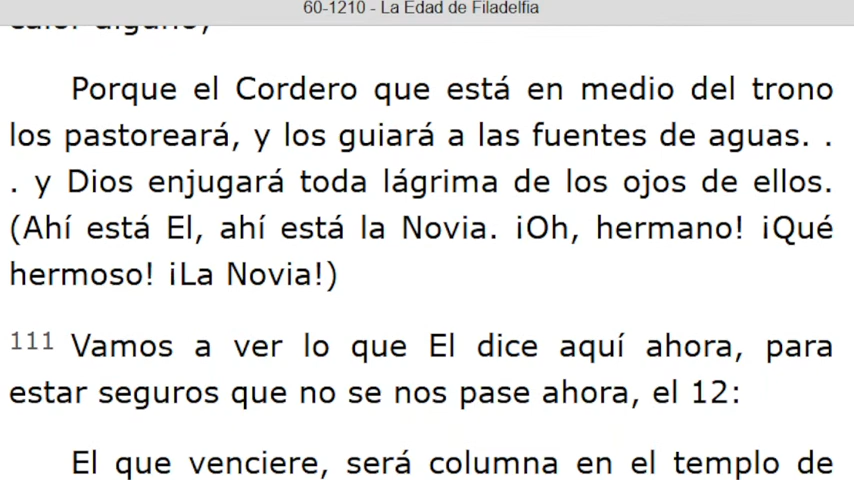 60-1210 - La Edad de Filadelfia
Porque el Cordero que está en medio del trono
los pastoreará, y los guiará a las fuentes de aguas. .
. y Dios enjugará toda lágrima de los ojos de ellos.
(Ahí está El, ahí está la Novia. ¡Oh, hermano! ¡Qué
hermoso! ¡La Novia!)
111 Vamos a ver lo que El dice aquí ahora, para
estar seguros que no se nos pase ahora, el 12:
El que venciere, será columna en el templo de